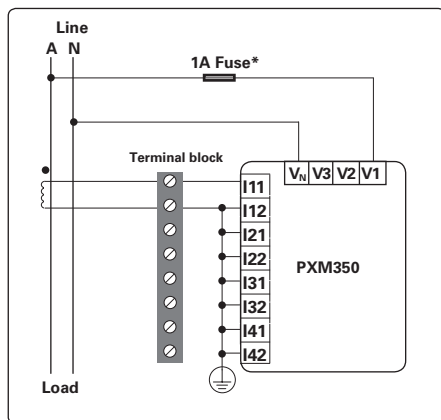 Line
A N
1A Fuse*
Terminal block
VN V3 V2 V1
I11
I12
I21
I22
I31
I32
I41
I42
PXM350
Load